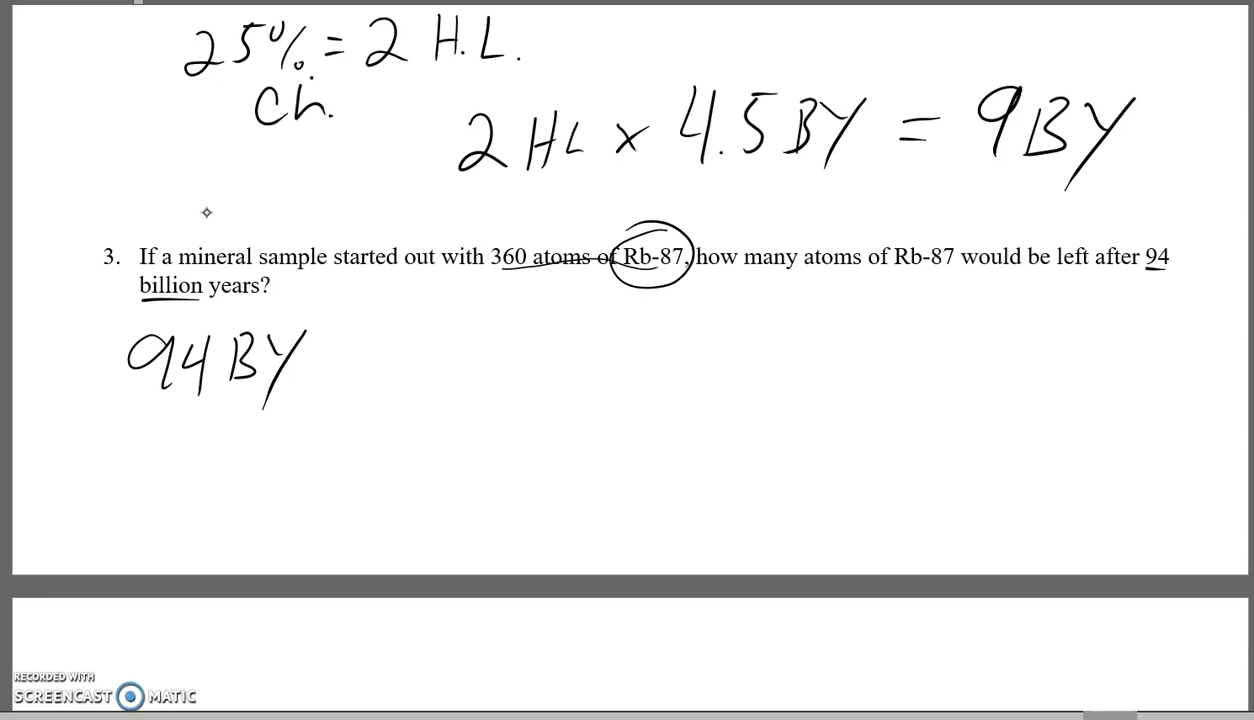 25% = 2 H.L.
Ch.
2 HL x 4.5 BY = 9 BY
3. If a mineral sample started out with 360 atoms of Rb-87, how many atoms of Rb-87 would be left after 94
billion years?
94 BY
RECORDED WITH
SCREENCAST MATIC